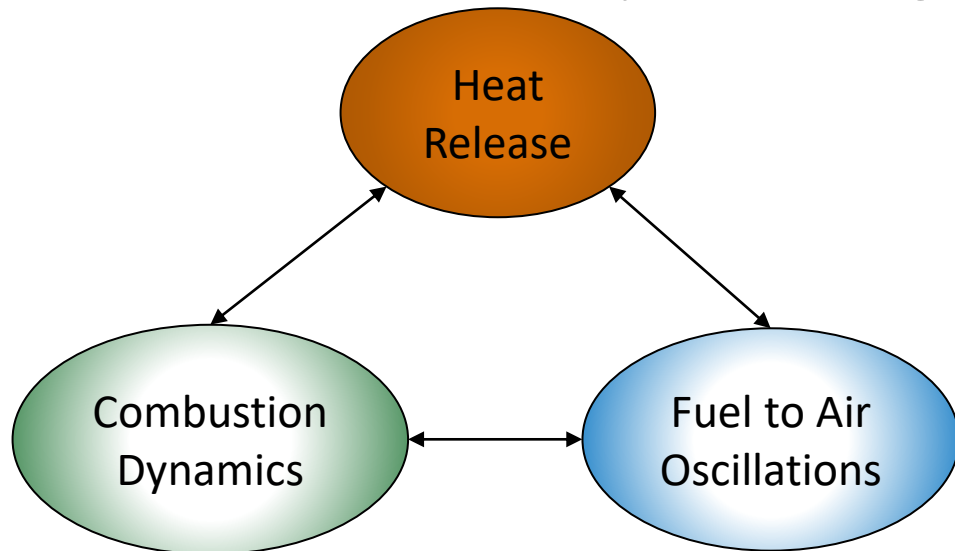 Heat
Release
Combustion
Dynamics
Fuel to Air
Oscillations